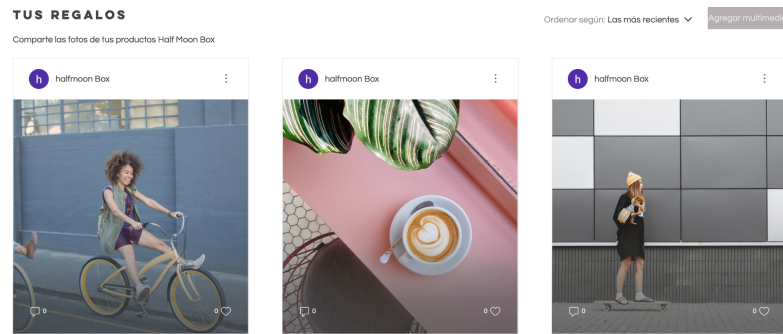 TUS REGALOS
Ordenar según: Las más recientes
Agregar multimedia
Comparte las fotos de tus productos Half Moon Box
h halfmoon Box
h halfmoon Box
h halfmoon Box
0 0
0 0
0 0